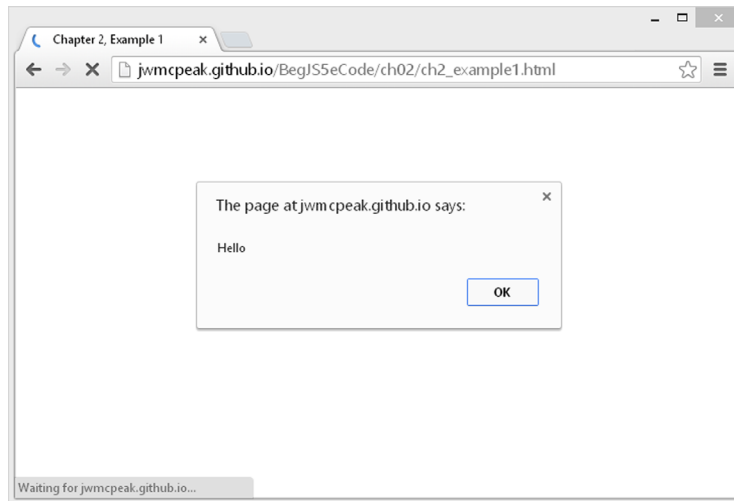 Chapter 2, Example 1
jwmcpeak.github.io/BegJS5eCode/ch02/ch2_example1.html
The page at jwmcpeak.github.io says:
Hello
OK
Waiting for jwmcpeak.github.io...